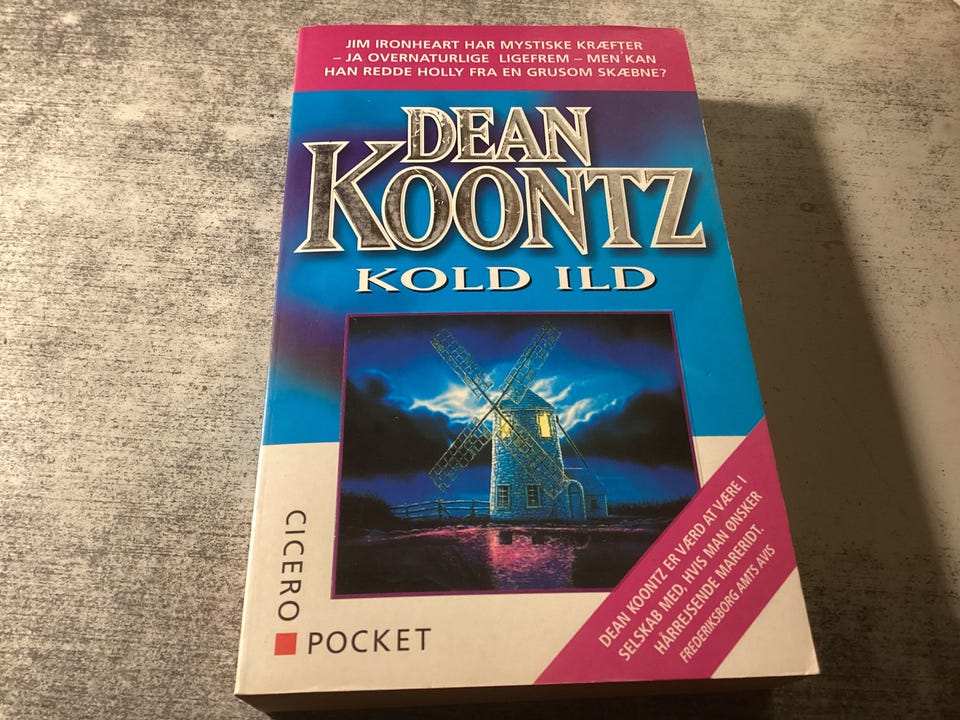 JIM IRONHEART HAR MYSTISKE KRÆFTER
– JA OVERNATURLIGE LIGEFREM – MEN KAN
HAN REDDE HOLLY FRA EN GRUSOM SKÆBNE?
DEAN
KOONTZ
KOLD ILD
CICERO
POCKET
DEAN KOONTZ ER VÆRD AT VÆRE I
SELSKAB MED, HVIS MAN ØNSKER
HÅRREJSENDE MARERIDT.
FREDERIKSBORG AMTS AVIS